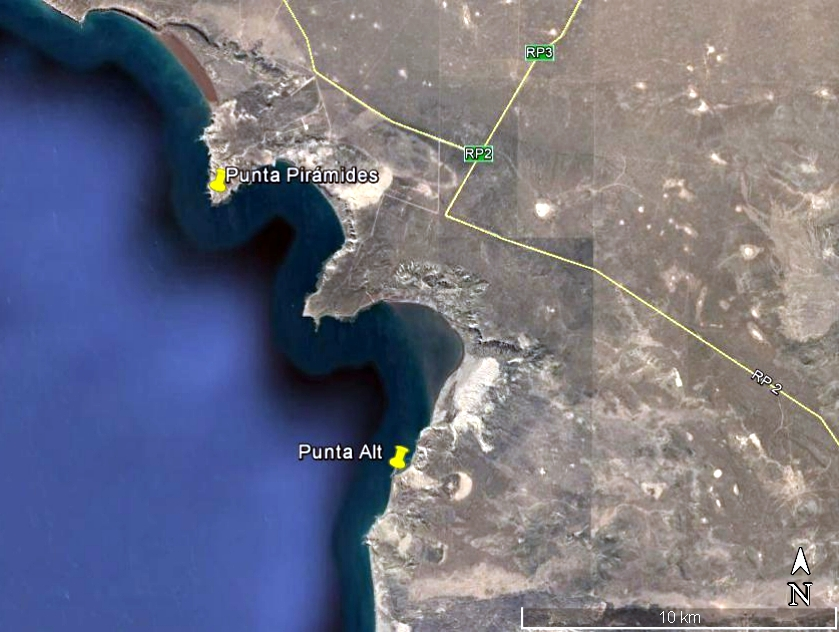 RP3
RP2
Punta Pirámides
RP 2
Punta Alt
N
10 km